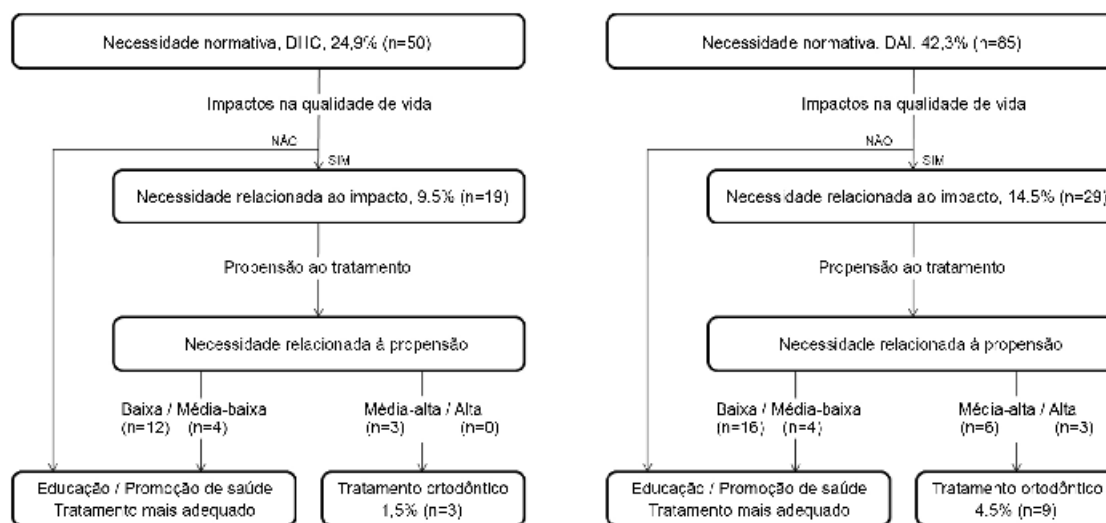 Necessidade normativa, DHC, 24,9% (n=50)
Impactos na qualidade de vida
NÃO
SIM
Necessidade relacionada ao impacto, 9.5% (n=19)
Propensão ao tratamento
Necessidade relacionada à propensão
Baixa / Média-baixa
(n=12) (n=4)
Média-alta / Alta
(n=3) (n=0)
Educação / Promoção de saúde
Tratamento mais adequado
Tratamento ortodôntico
1,5% (n=3)
Necessidade normativa. DAI. 42,3% (n=85)
Impactos na qualidade de vida
NÃO
SIM
Necessidade relacionada ao impacto, 14.5% (n=29)
Propensão ao tratamento
Necessidade relacionada à propensão
Baixa / Média-baixa
(n=16) (n=4)
Média-alta / Alta
(n=6) (n=3)
Educação / Promoção de saúde
Tratamento mais adequado
Tratamento ortodôntico
4.5% (n=9)